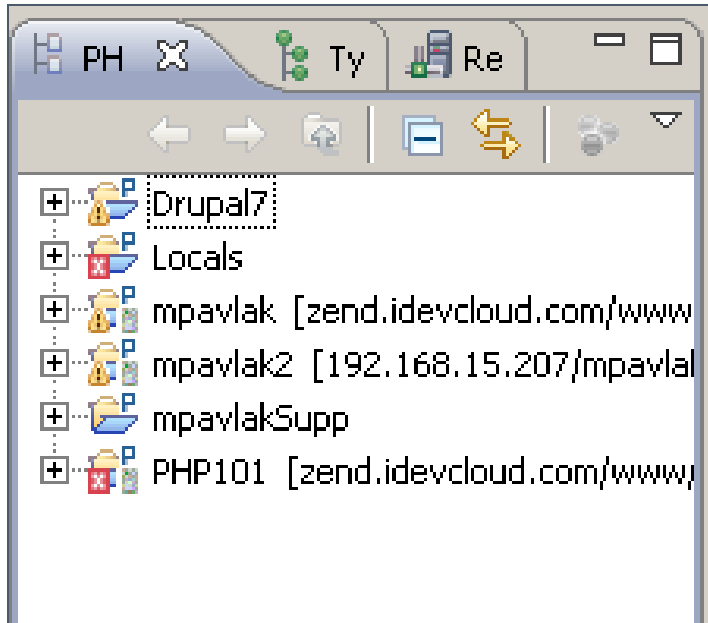 PH Ty Re
Drupal7
Locals
mpavlak [zend.idevcloud.com/www
mpavlak2 [192.168.15.207/mpavlal
mpavlakSupp
PHP101 [zend.idevcloud.com/www/